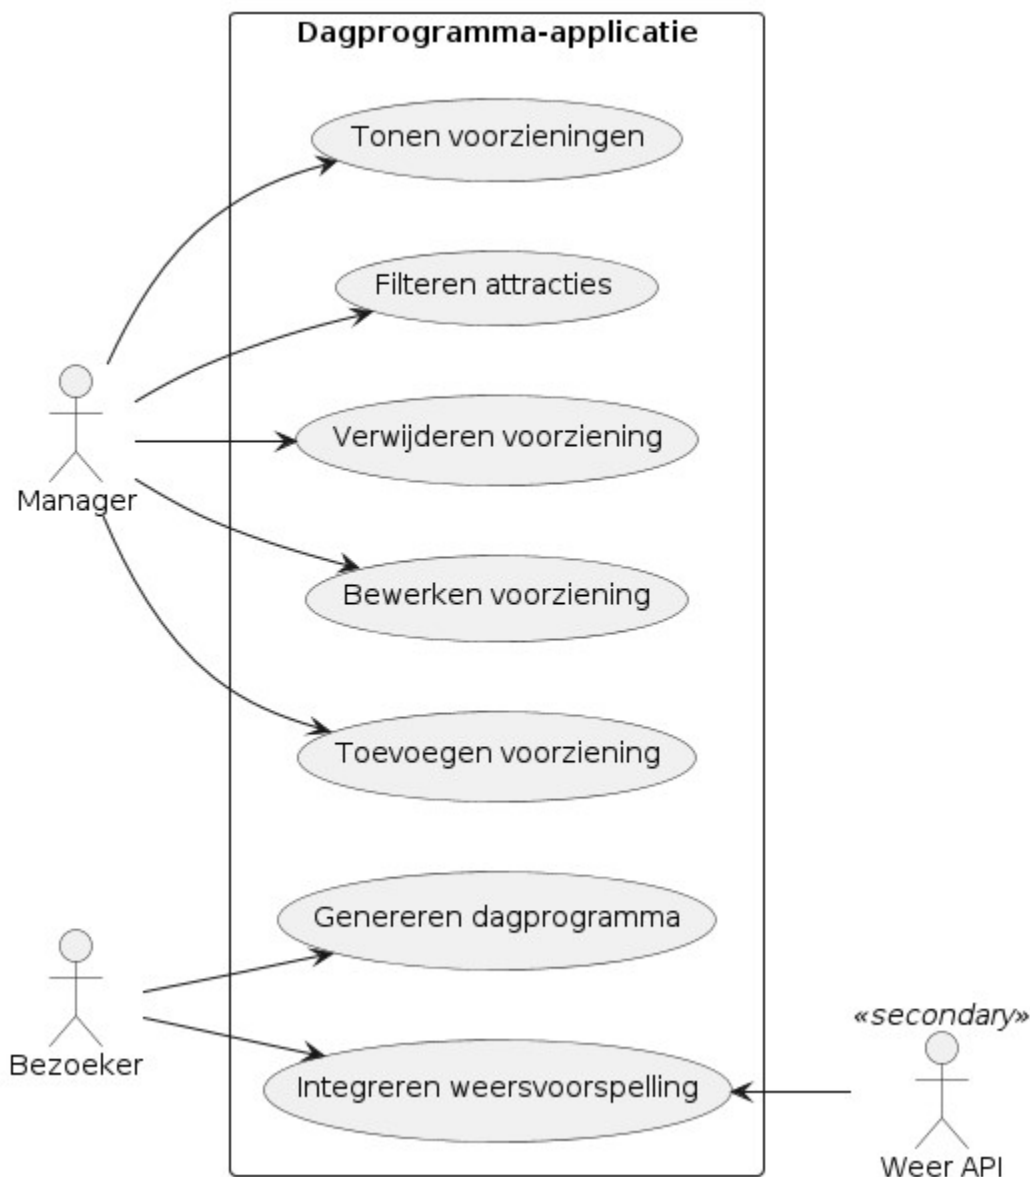 Dagprogramma-applicatie
Tonen voorzieningen
Filteren attracties
Verwijderen voorziening
Manager
Bewerken voorziening
Toevoegen voorziening
Genereren dagprogramma
Bezoeker
Integreren weersvoorspelling
«secondary»
Weer API